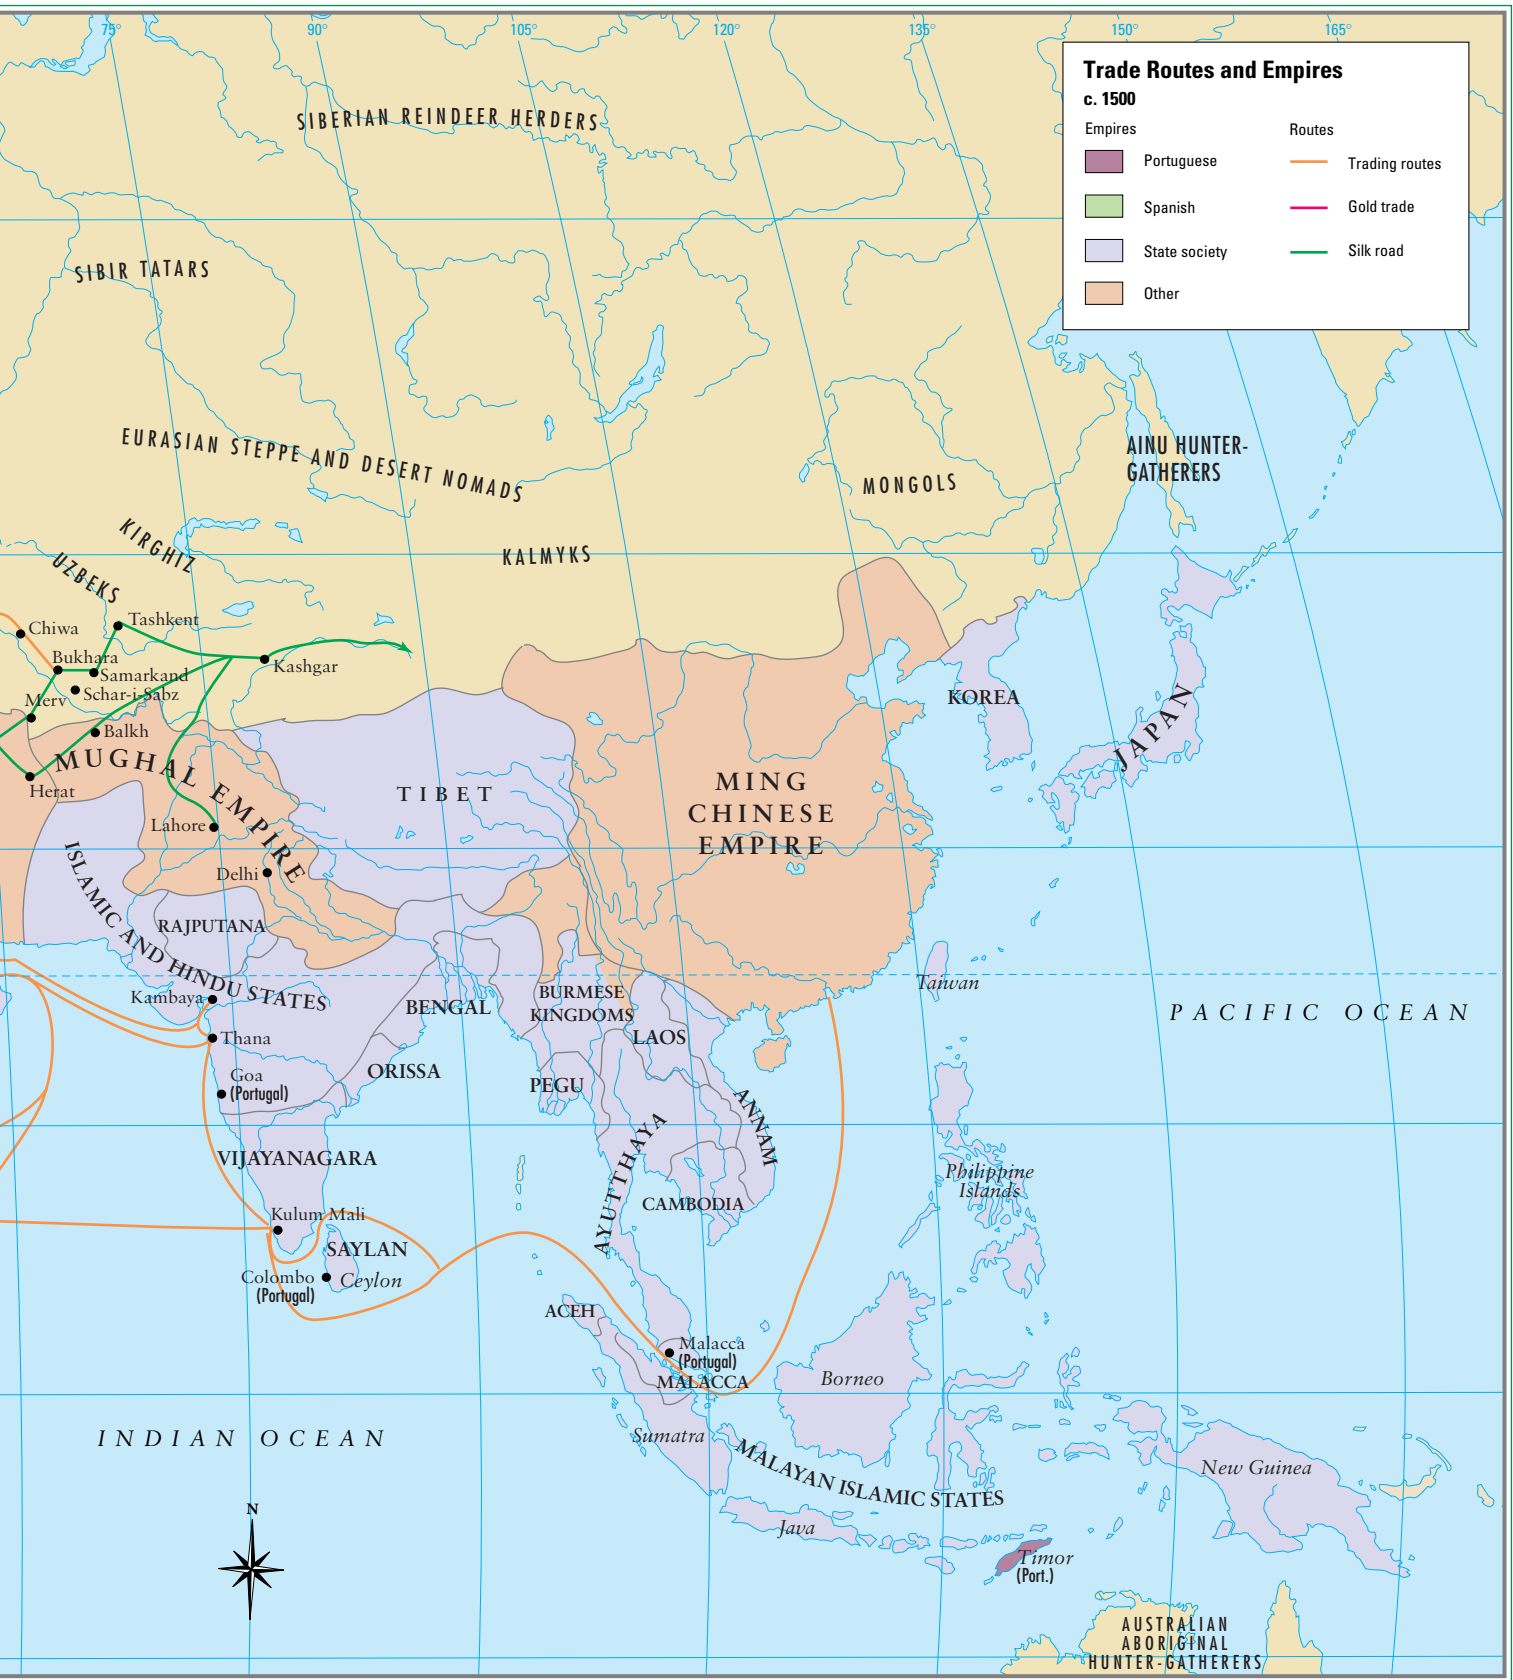 75°
90°
105°
120°
135°
150°
165°
Trade Routes and Empires
c. 1500
Empires
Routes
Portuguese
Trading routes
Spanish
Gold trade
State society
Silk road
Other
SIBERIAN REINDEER HERDERS
SIBIR TATARS
EURASIAN STEPPE AND DESERT NOMADS
MONGOLS
AINU HUNTER-
GATHERERS
KIRGHIZ
UZBEKS
KALMYKS
Chiwa
Tashkent
Bukhara
Samarkand
Kashgar
Schar-i-Sabz
Merv
Balkh
Herat
MUGHAL EMPIRE
Lahore
Delhi
TIBET
MING
CHINESE
EMPIRE
KOREA
JAPAN
ISLAMIC AND HINDU STATES
RAJPUTANA
Kambaya
Thana
Goa
(Portugal)
BENGAL
ORISSA
BURMESE
KINGDOMS
LAOS
PEGU
ANNAM
AYUTTHAYA
CAMBODIA
Taiwan
PACIFIC OCEAN
Philippine
Islands
VIJAYANAGARA
Kulum Mali
SAYLAN
Colombo
(Portugal)
Ceylon
ACEH
Malacca
(Portugal)
MALACCA
Borneo
Sumatra
MALAYAN ISLAMIC STATES
New Guinea
Java
Timor
(Port.)
INDIAN OCEAN
N
AUSTRALIAN
ABORIGINAL
HUNTER-GATHERERS